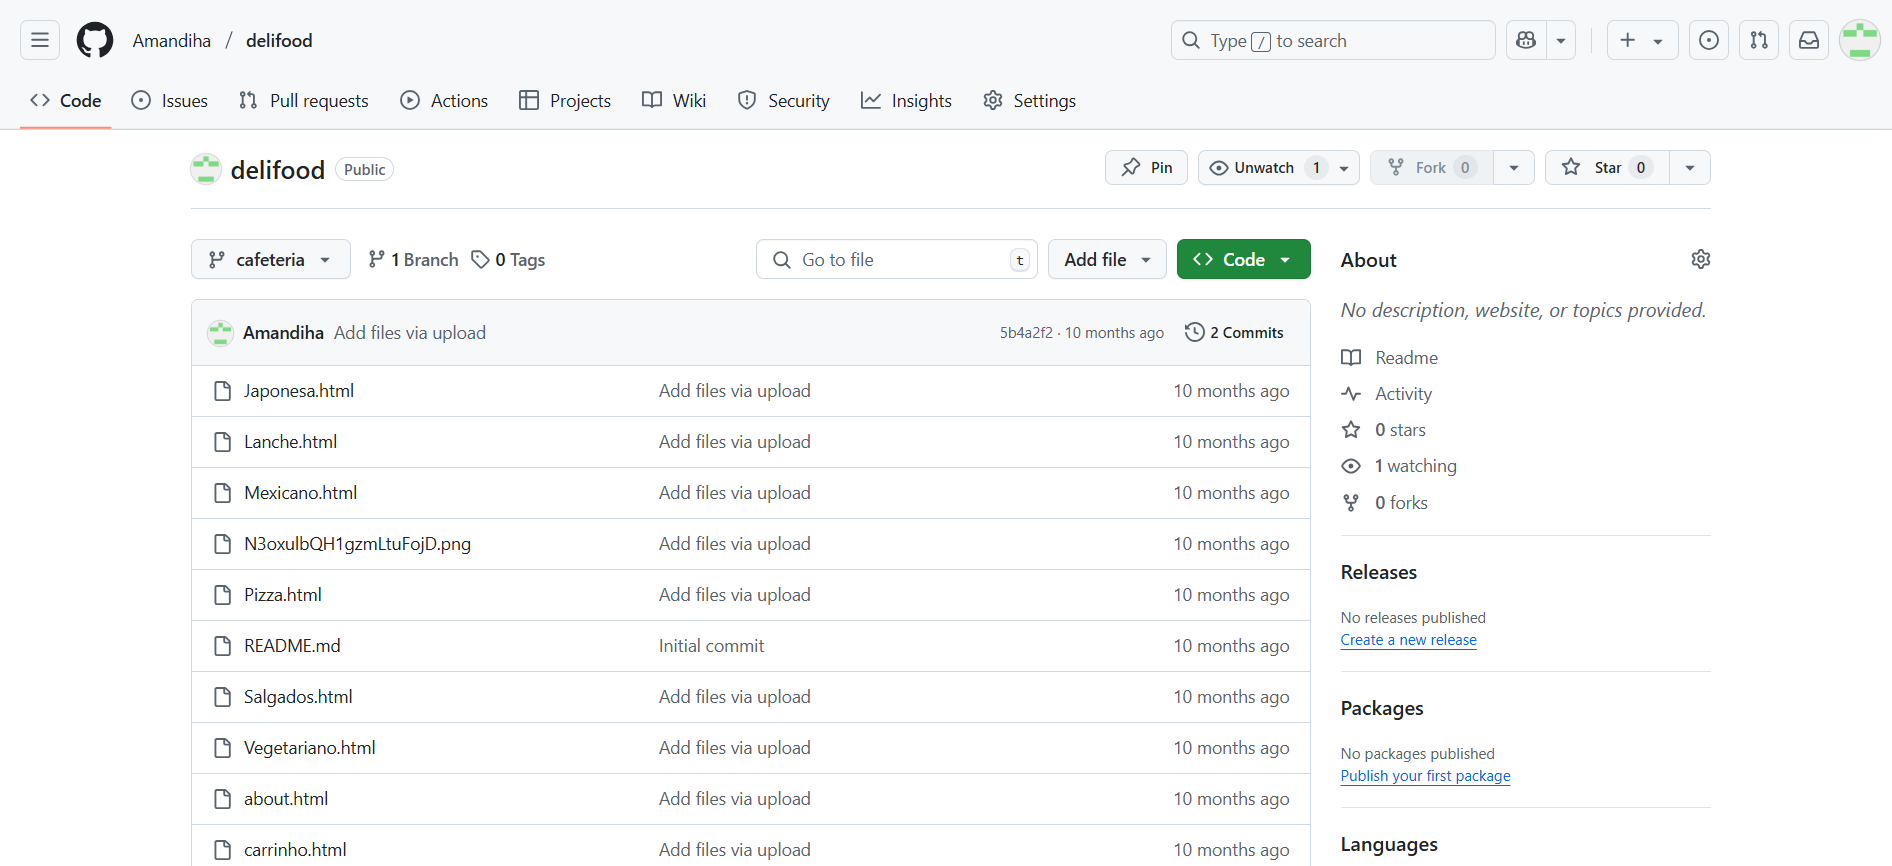 Amandiha / delifood
Type / to search
Code Issues Pull requests Actions Projects Wiki Security Insights Settings
delifood Public
Pin Unwatch 1 Fork 0 Star 0
cafeteria 1 Branch 0 Tags Go to file t Add file Code
Amandiha Add files via upload 5b4a2f2 · 10 months ago 2 Commits
Japonesa.html Add files via upload 10 months ago
Lanche.html Add files via upload 10 months ago
Mexicano.html Add files via upload 10 months ago
N3oxulbQH1gzmLtuFojD.png Add files via upload 10 months ago
Pizza.html Add files via upload 10 months ago
README.md Initial commit 10 months ago
Salgados.html Add files via upload 10 months ago
Vegetariano.html Add files via upload 10 months ago
about.html Add files via upload 10 months ago
carrinho.html Add files via upload 10 months ago
About
No description, website, or topics provided.
Readme
Activity
0 stars
1 watching
0 forks
Releases
No releases published
Create a new release
Packages
No packages published
Publish your first package
Languages